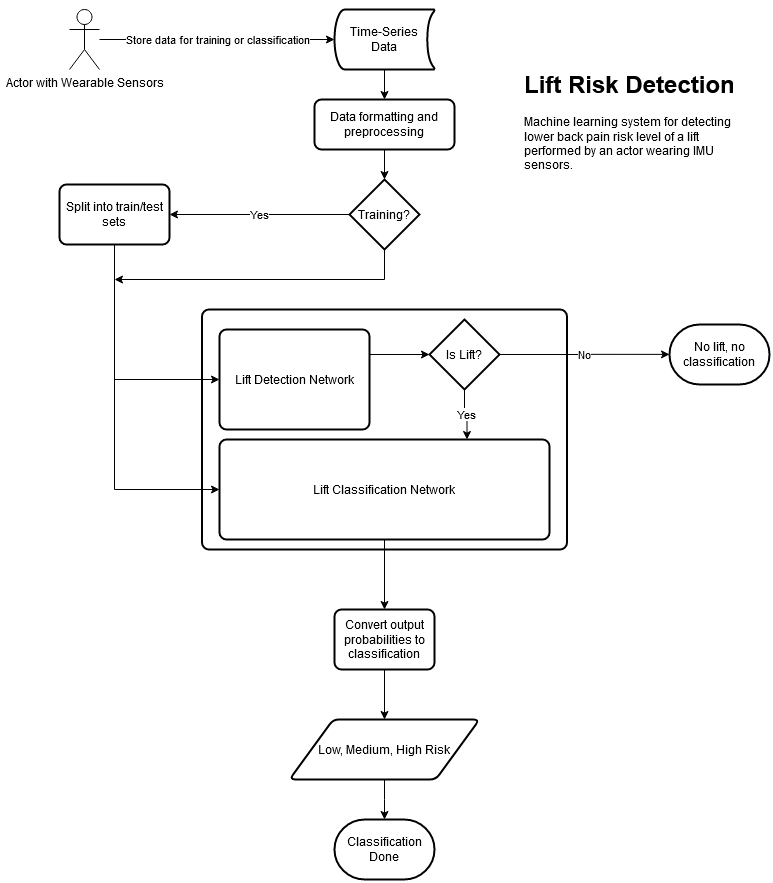 Store data for training or classification
Time-Series
Data
Actor with Wearable Sensors
Lift Risk Detection
Machine learning system for detecting
lower back pain risk level of a lift
performed by an actor wearing IMU
sensors.
Data formatting and
preprocessing
Training?
Yes
Split into train/test
sets
Lift Detection Network
Is Lift?
No
No lift, no
classification
Yes
Lift Classification Network
Convert output
probabilities to
classification
Low, Medium, High Risk
Classification
Done